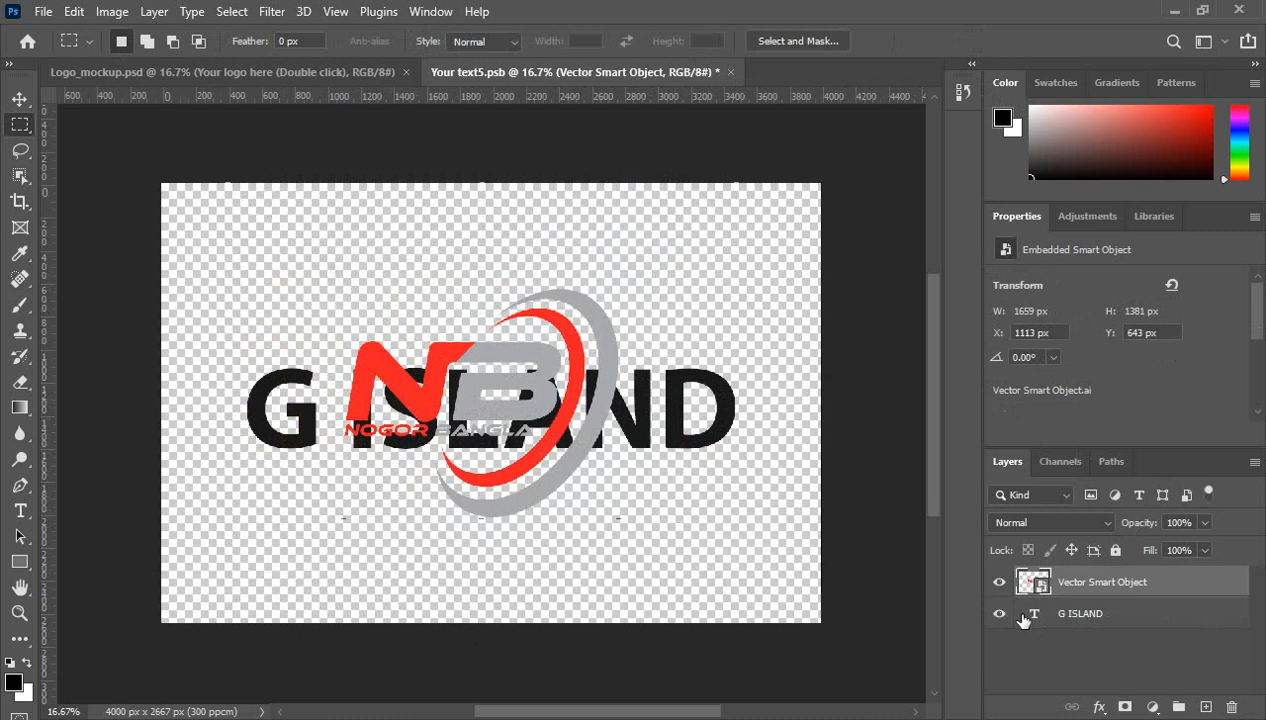 Ps File Edit Image Layer Type Select Filter 3D View Plugins Window Help
Feather: 0 px Anti-alias Style: Normal Width: Height: Select and Mask...
Logo_mockup.psd @ 16.7% (Your logo here (Double click), RGB/8#) × Your text5.psb @ 16.7% (Vector Smart Object, RGB/8#) * ×
600 400 200 0 200 400 600 800 1000 1200 1400 1600 1800 2000 2200 2400 2600 2800 3000 3200 3400 3600 3800 4000 4200 4400
Color Swatches Gradients Patterns
Properties Adjustments Libraries
Embedded Smart Object
Transform
W: 1659 px H: 1381 px
X: 1113 px Y: 643 px
0.00°
Vector Smart Object.ai
NB
G ISLAND
NOGOR BANGLA
Layers Channels Paths
Kind
Normal Opacity: 100%
Lock: Fill: 100%
Vector Smart Object
T G ISLAND
fx
16.67% 4000 px x 2667 px (300 ppcm)